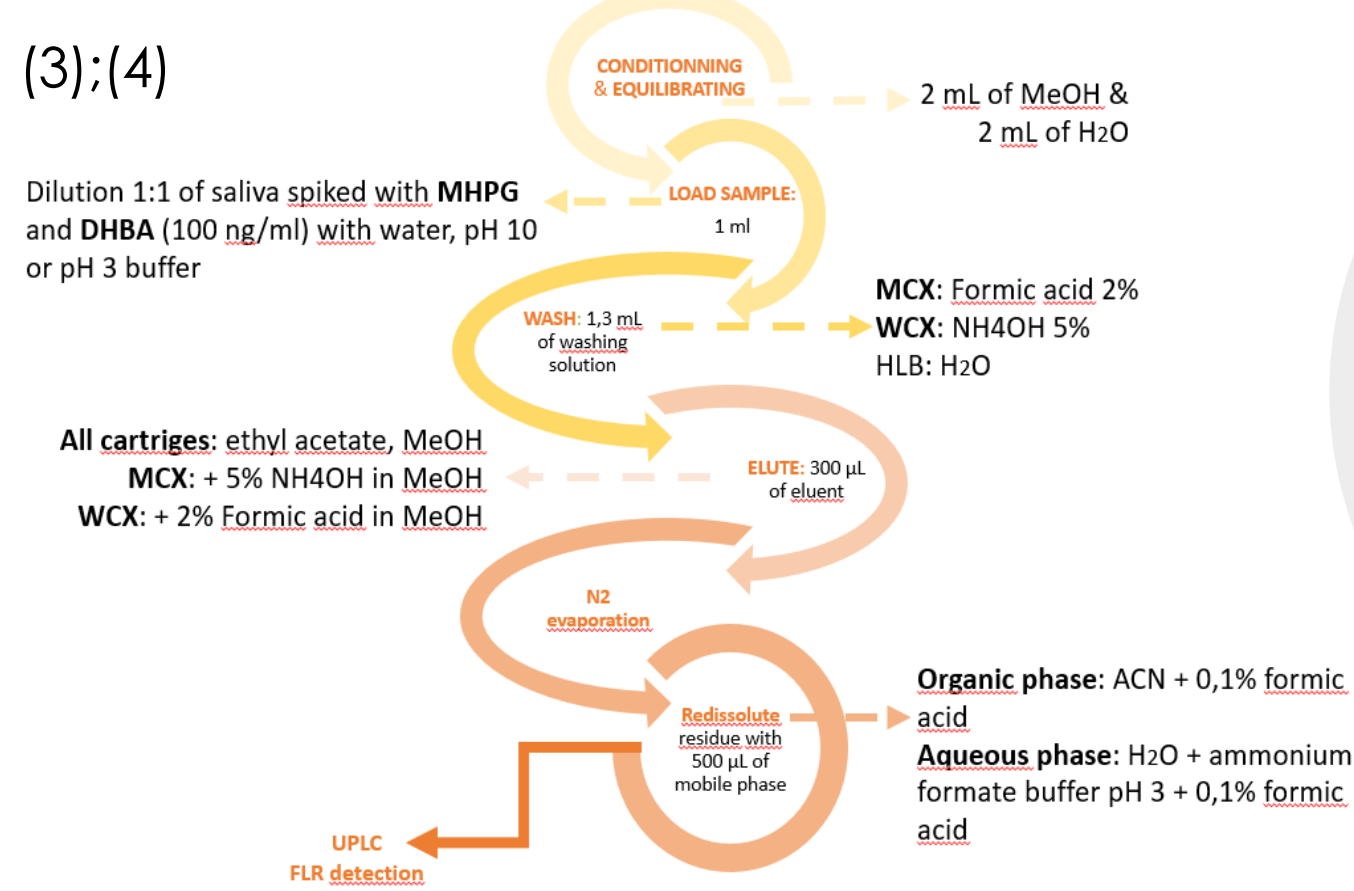 (3);(4)
CONDITIONNING
& EQUILIBRATING
2 mL of MeOH &
2 mL of H2O
LOAD SAMPLE:
1 ml
Dilution 1:1 of saliva spiked with MHPG
and DHBA (100 ng/ml) with water, pH 10
or pH 3 buffer
WASH: 1,3 mL
of washing
solution
MCX: Formic acid 2%
WCX: NH4OH 5%
HLB: H2O
ELUTE: 300 µL
of eluent
All cartriges: ethyl acetate, MeOH
MCX: + 5% NH4OH in MeOH
WCX: + 2% Formic acid in MeOH
N2
evaporation
Redissolute
residue with
500 µL of
mobile phase
Organic phase: ACN + 0,1% formic
acid
Aqueous phase: H2O + ammonium
formate buffer pH 3 + 0,1% formic
acid
UPLC
FLR detection